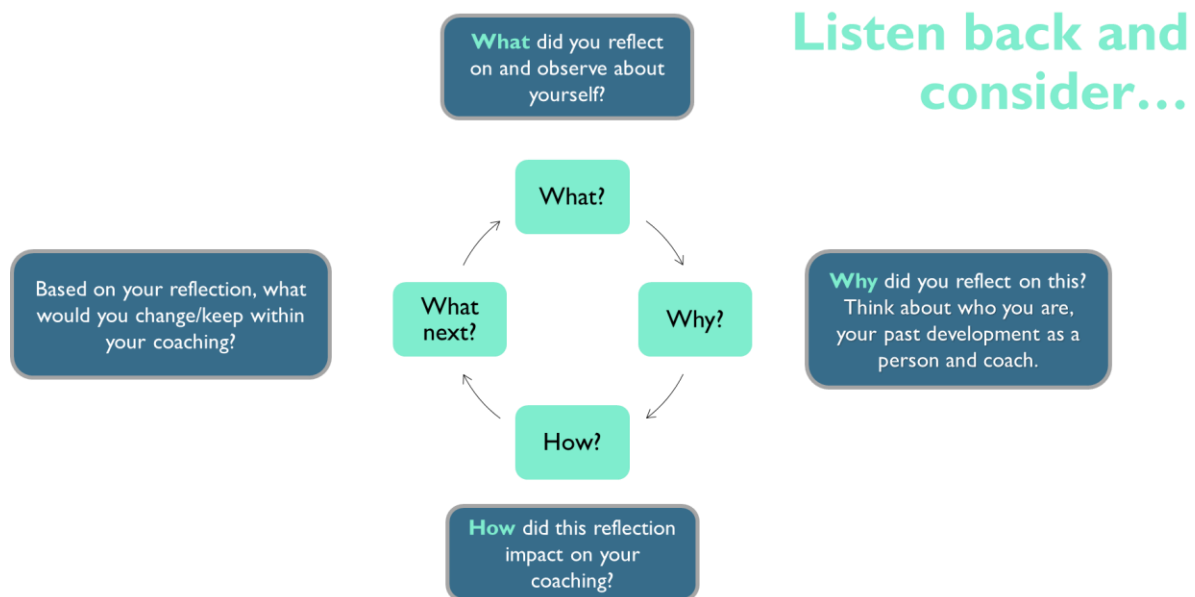 Listen back and
consider...
What did you reflect
on and observe about
yourself?
What?
Based on your reflection, what
would you change/keep within
your coaching?
What
next?
Why?
Why did you reflect on this?
Think about who you are,
your past development as a
person and coach.
How?
How did this reflection
impact on your
coaching?